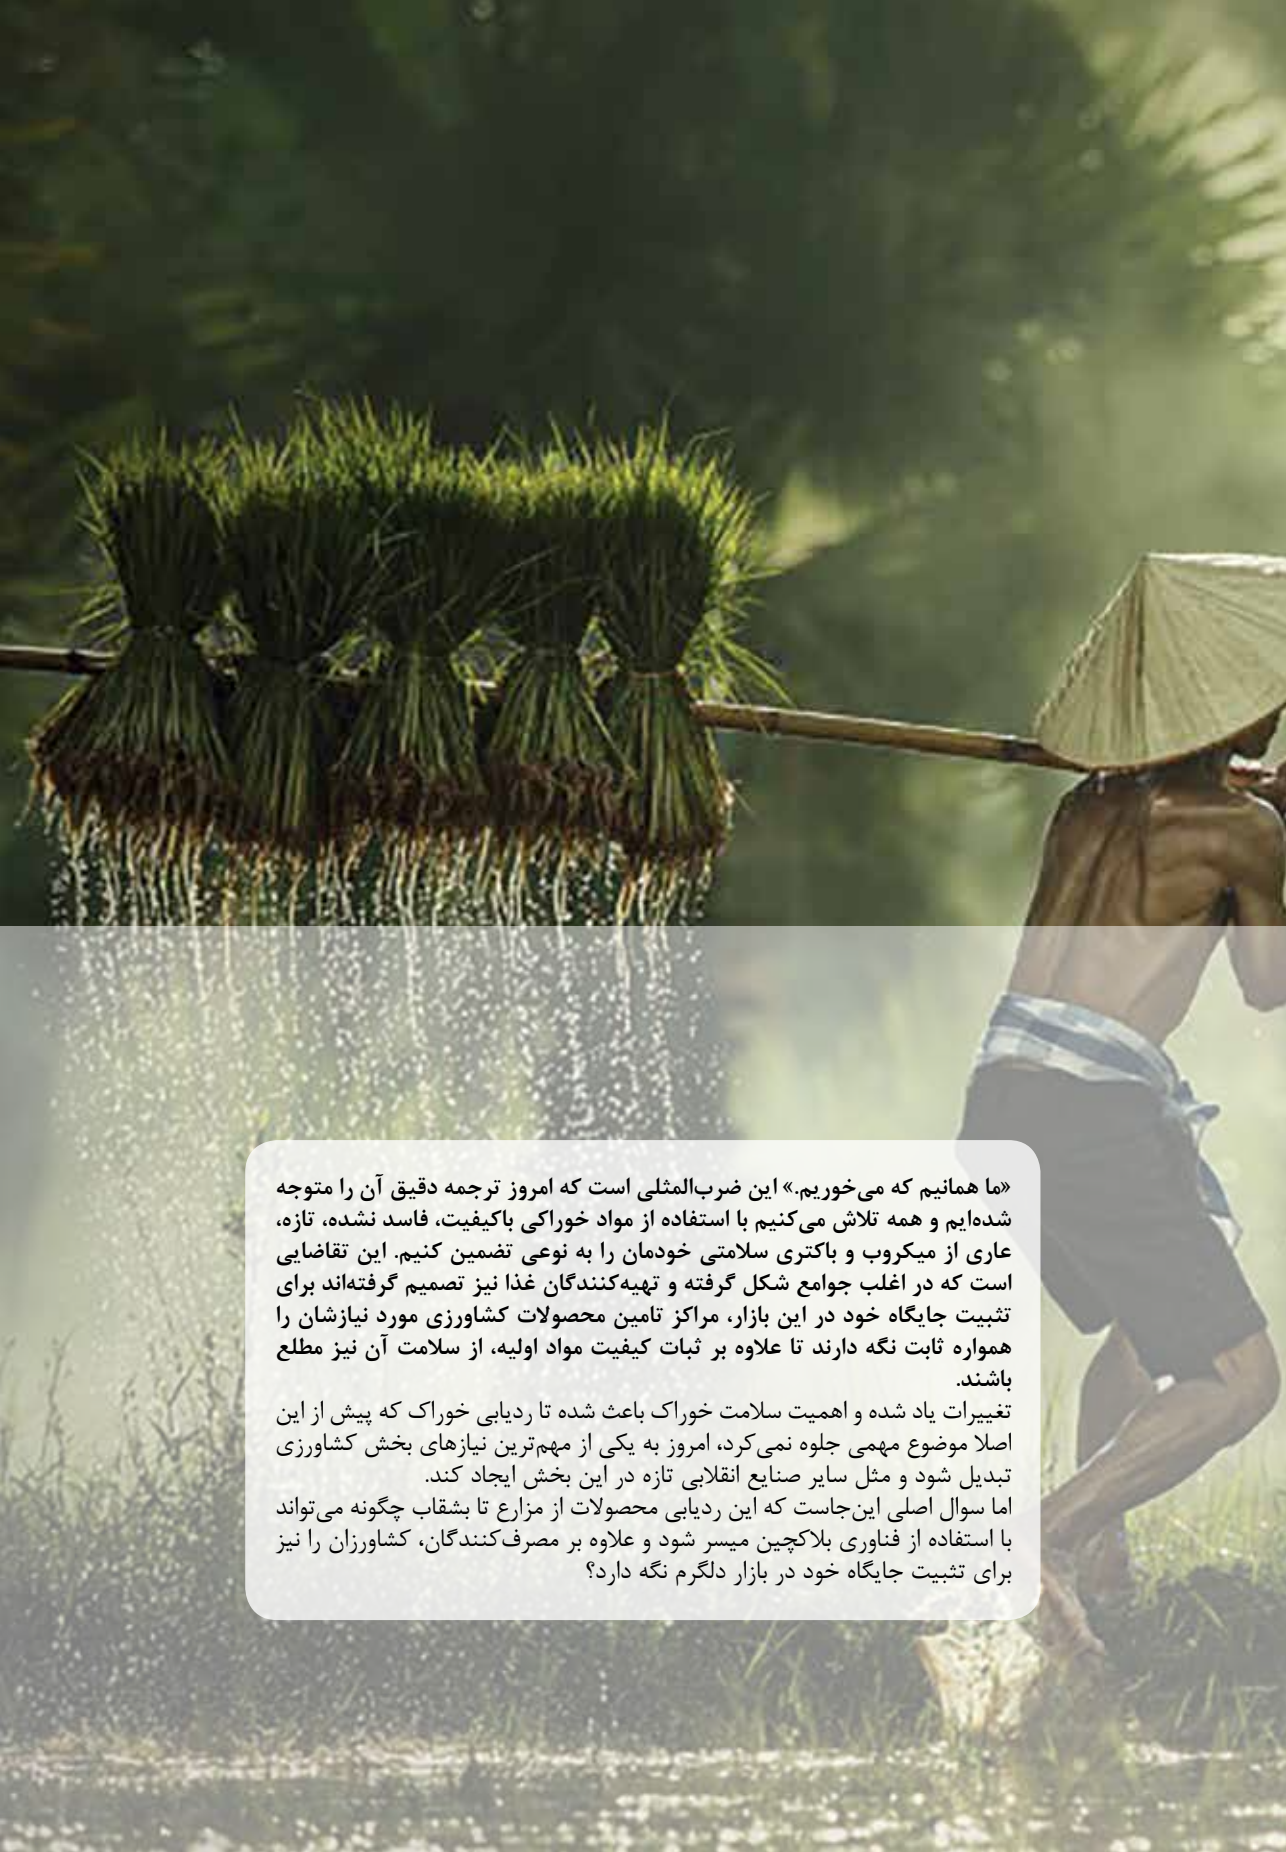 «ما همانیم که می‌خوریم.» این ضرب‌المثلی است که امروز ترجمه دقیق آن را متوجه
شده‌ایم و همه تلاش می‌کنیم با استفاده از مواد خوراکی باکیفیت، فاسد نشده، تازه،
عاری از میکروب و باکتری سلامتی خودمان را به نوعی تضمین کنیم. این تقاضایی
است که در اغلب جوامع شکل گرفته و تهیه‌کنندگان غذا نیز تصمیم گرفته‌اند برای
تثبیت جایگاه خود در این بازار، مراکز تامین محصولات کشاورزی مورد نیازشان را
همواره ثابت نگه دارند تا علاوه بر ثبات کیفیت مواد اولیه، از سلامت آن نیز مطلع
باشند.
تغییرات یاد شده و اهمیت سلامت خوراک باعث شده تا ردیابی خوراک که پیش از این
اصلا موضوع مهمی جلوه نمی‌کرد، امروز به یکی از مهم‌ترین نیازهای بخش کشاورزی
تبدیل شود و مثل سایر صنایع انقلابی تازه در این بخش ایجاد کند.
اما سوال اصلی این‌جاست که این ردیابی محصولات از مزارع تا بشقاب چگونه می‌تواند
با استفاده از فناوری بلاکچین میسر شود و علاوه بر مصرف‌کنندگان، کشاورزان را نیز
برای تثبیت جایگاه خود در بازار دلگرم نگه دارد؟